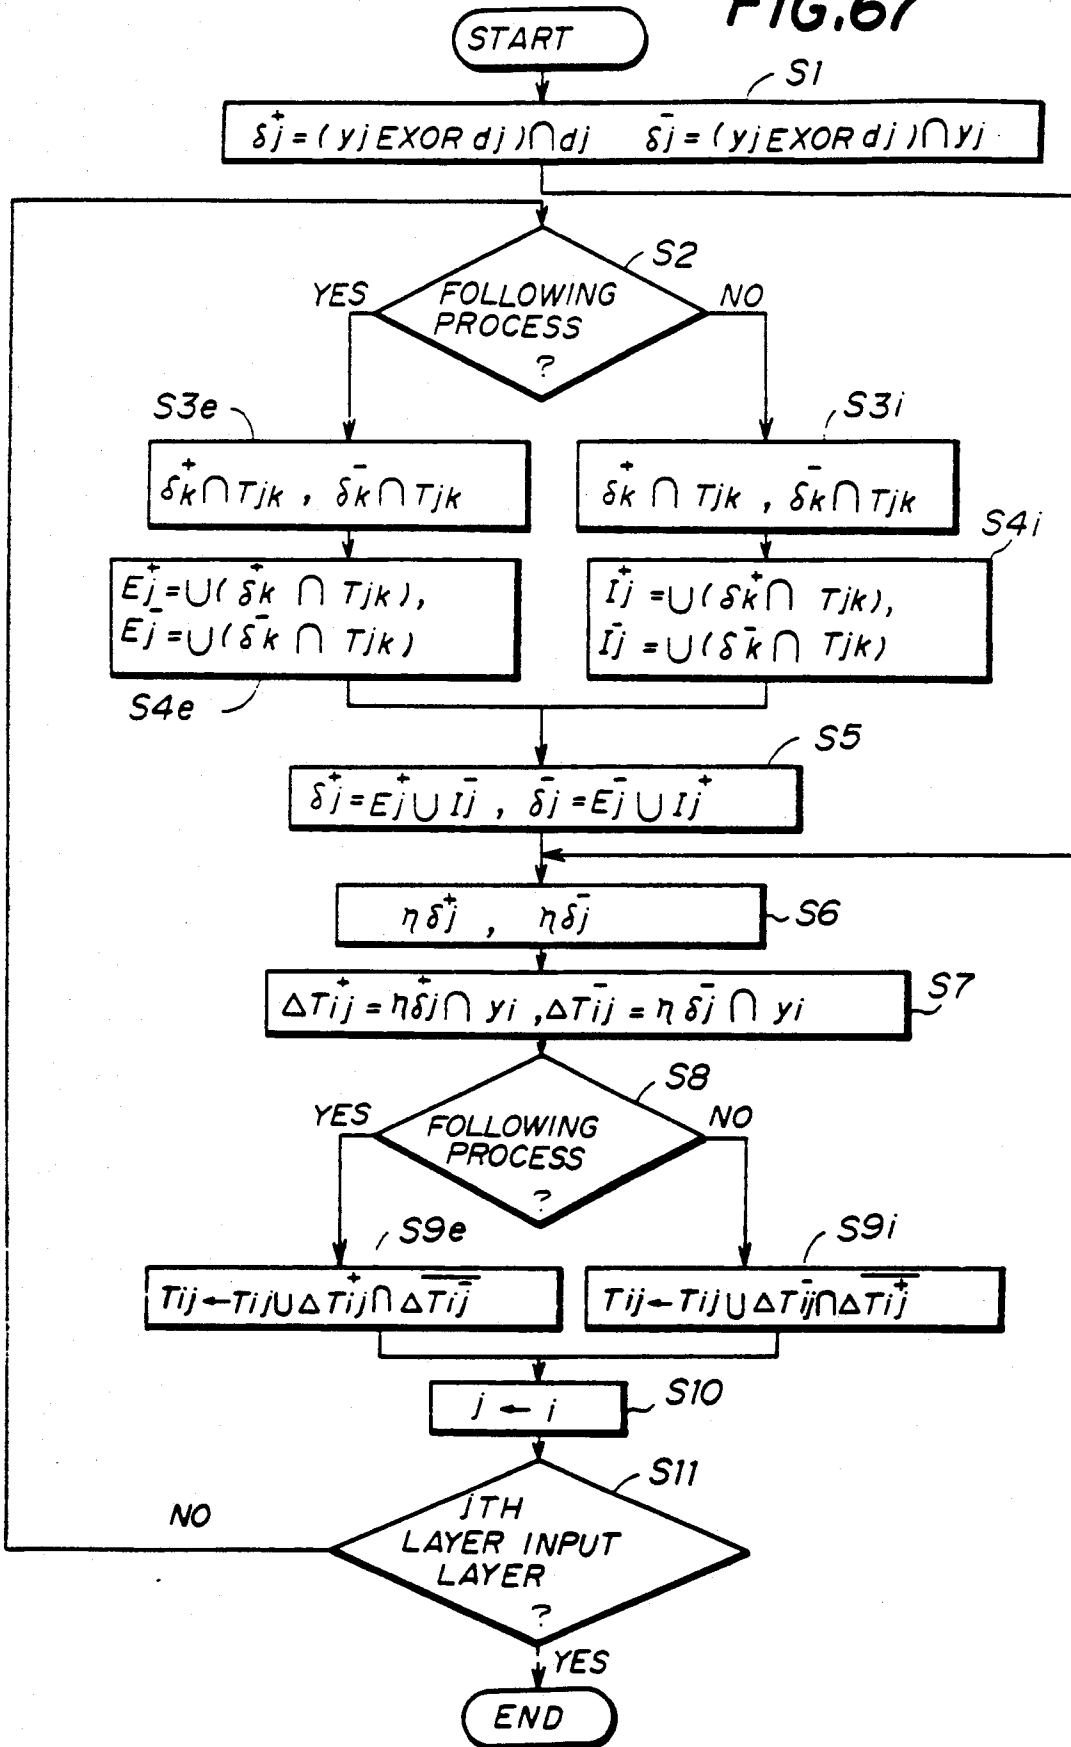 FIG.67
START
S1
δj⁺=(yj EXOR dj)∩dj   δj⁻=(yj EXOR dj)∩yj
S2
YES
FOLLOWING
PROCESS
?
NO
S3e
S3i
δk⁺∩Tjk , δk⁻∩Tjk
δk⁺∩Tjk , δk⁻∩Tjk
S4i
Ej⁺=∪(δk⁺∩Tjk),
Ej⁻=∪(δk⁻∩Tjk)
Ij⁺=∪(δk⁺∩Tjk),
Ij⁻=∪(δk⁻∩Tjk)
S4e
S5
δj⁺=Ej⁺∪Ij⁻ , δj⁻=Ej⁻∪Ij⁺
ηδj⁺ , ηδj⁻
S6
ΔTij⁺=ηδj⁺∩yi ,ΔTij⁻=ηδj⁻∩yi
S7
S8
YES
FOLLOWING
PROCESS
?
NO
S9e
S9i
Tij←Tij∪ΔTij⁺∩\overline{ΔTij⁻}
Tij←Tij∪ΔTij⁻∩\overline{ΔTij⁺}
j ← i
S10
S11
jTH
LAYER INPUT
LAYER
?
NO
YES
END